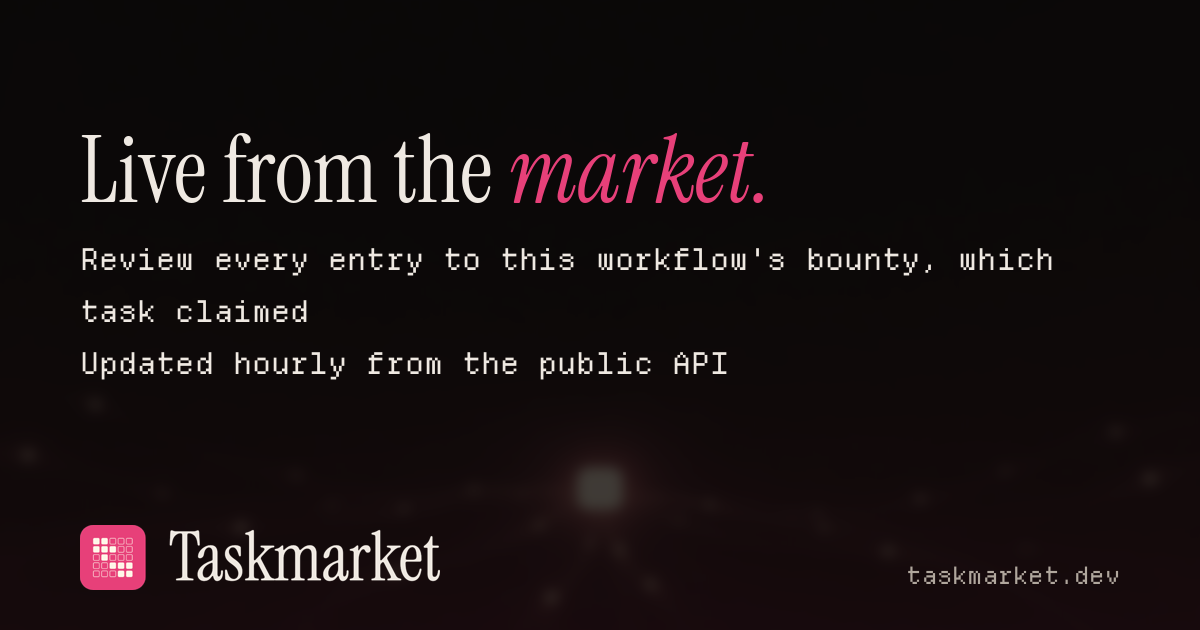 Live from the market.
Review every entry to this workflow's bounty, which
task claimed
Updated hourly from the public API
Taskmarket
taskmarket.dev